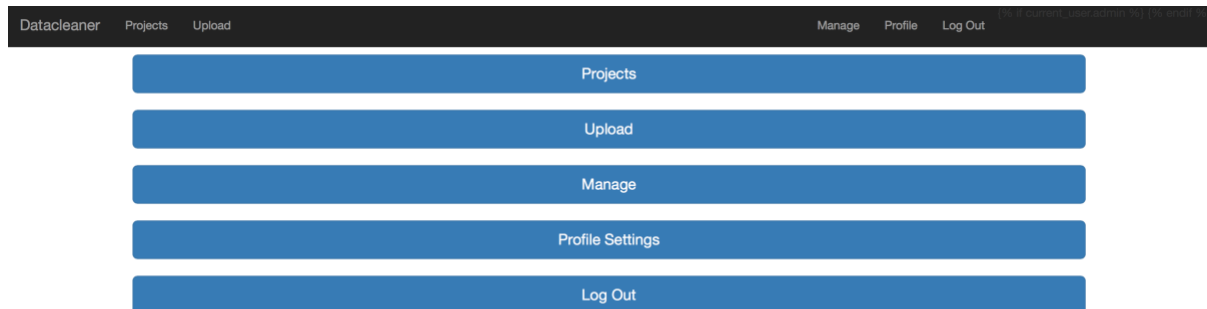 Datacleaner Projects Upload Manage Profile Log Out {% if current_user.admin %} {% endif %
Projects
Upload
Manage
Profile Settings
Log Out